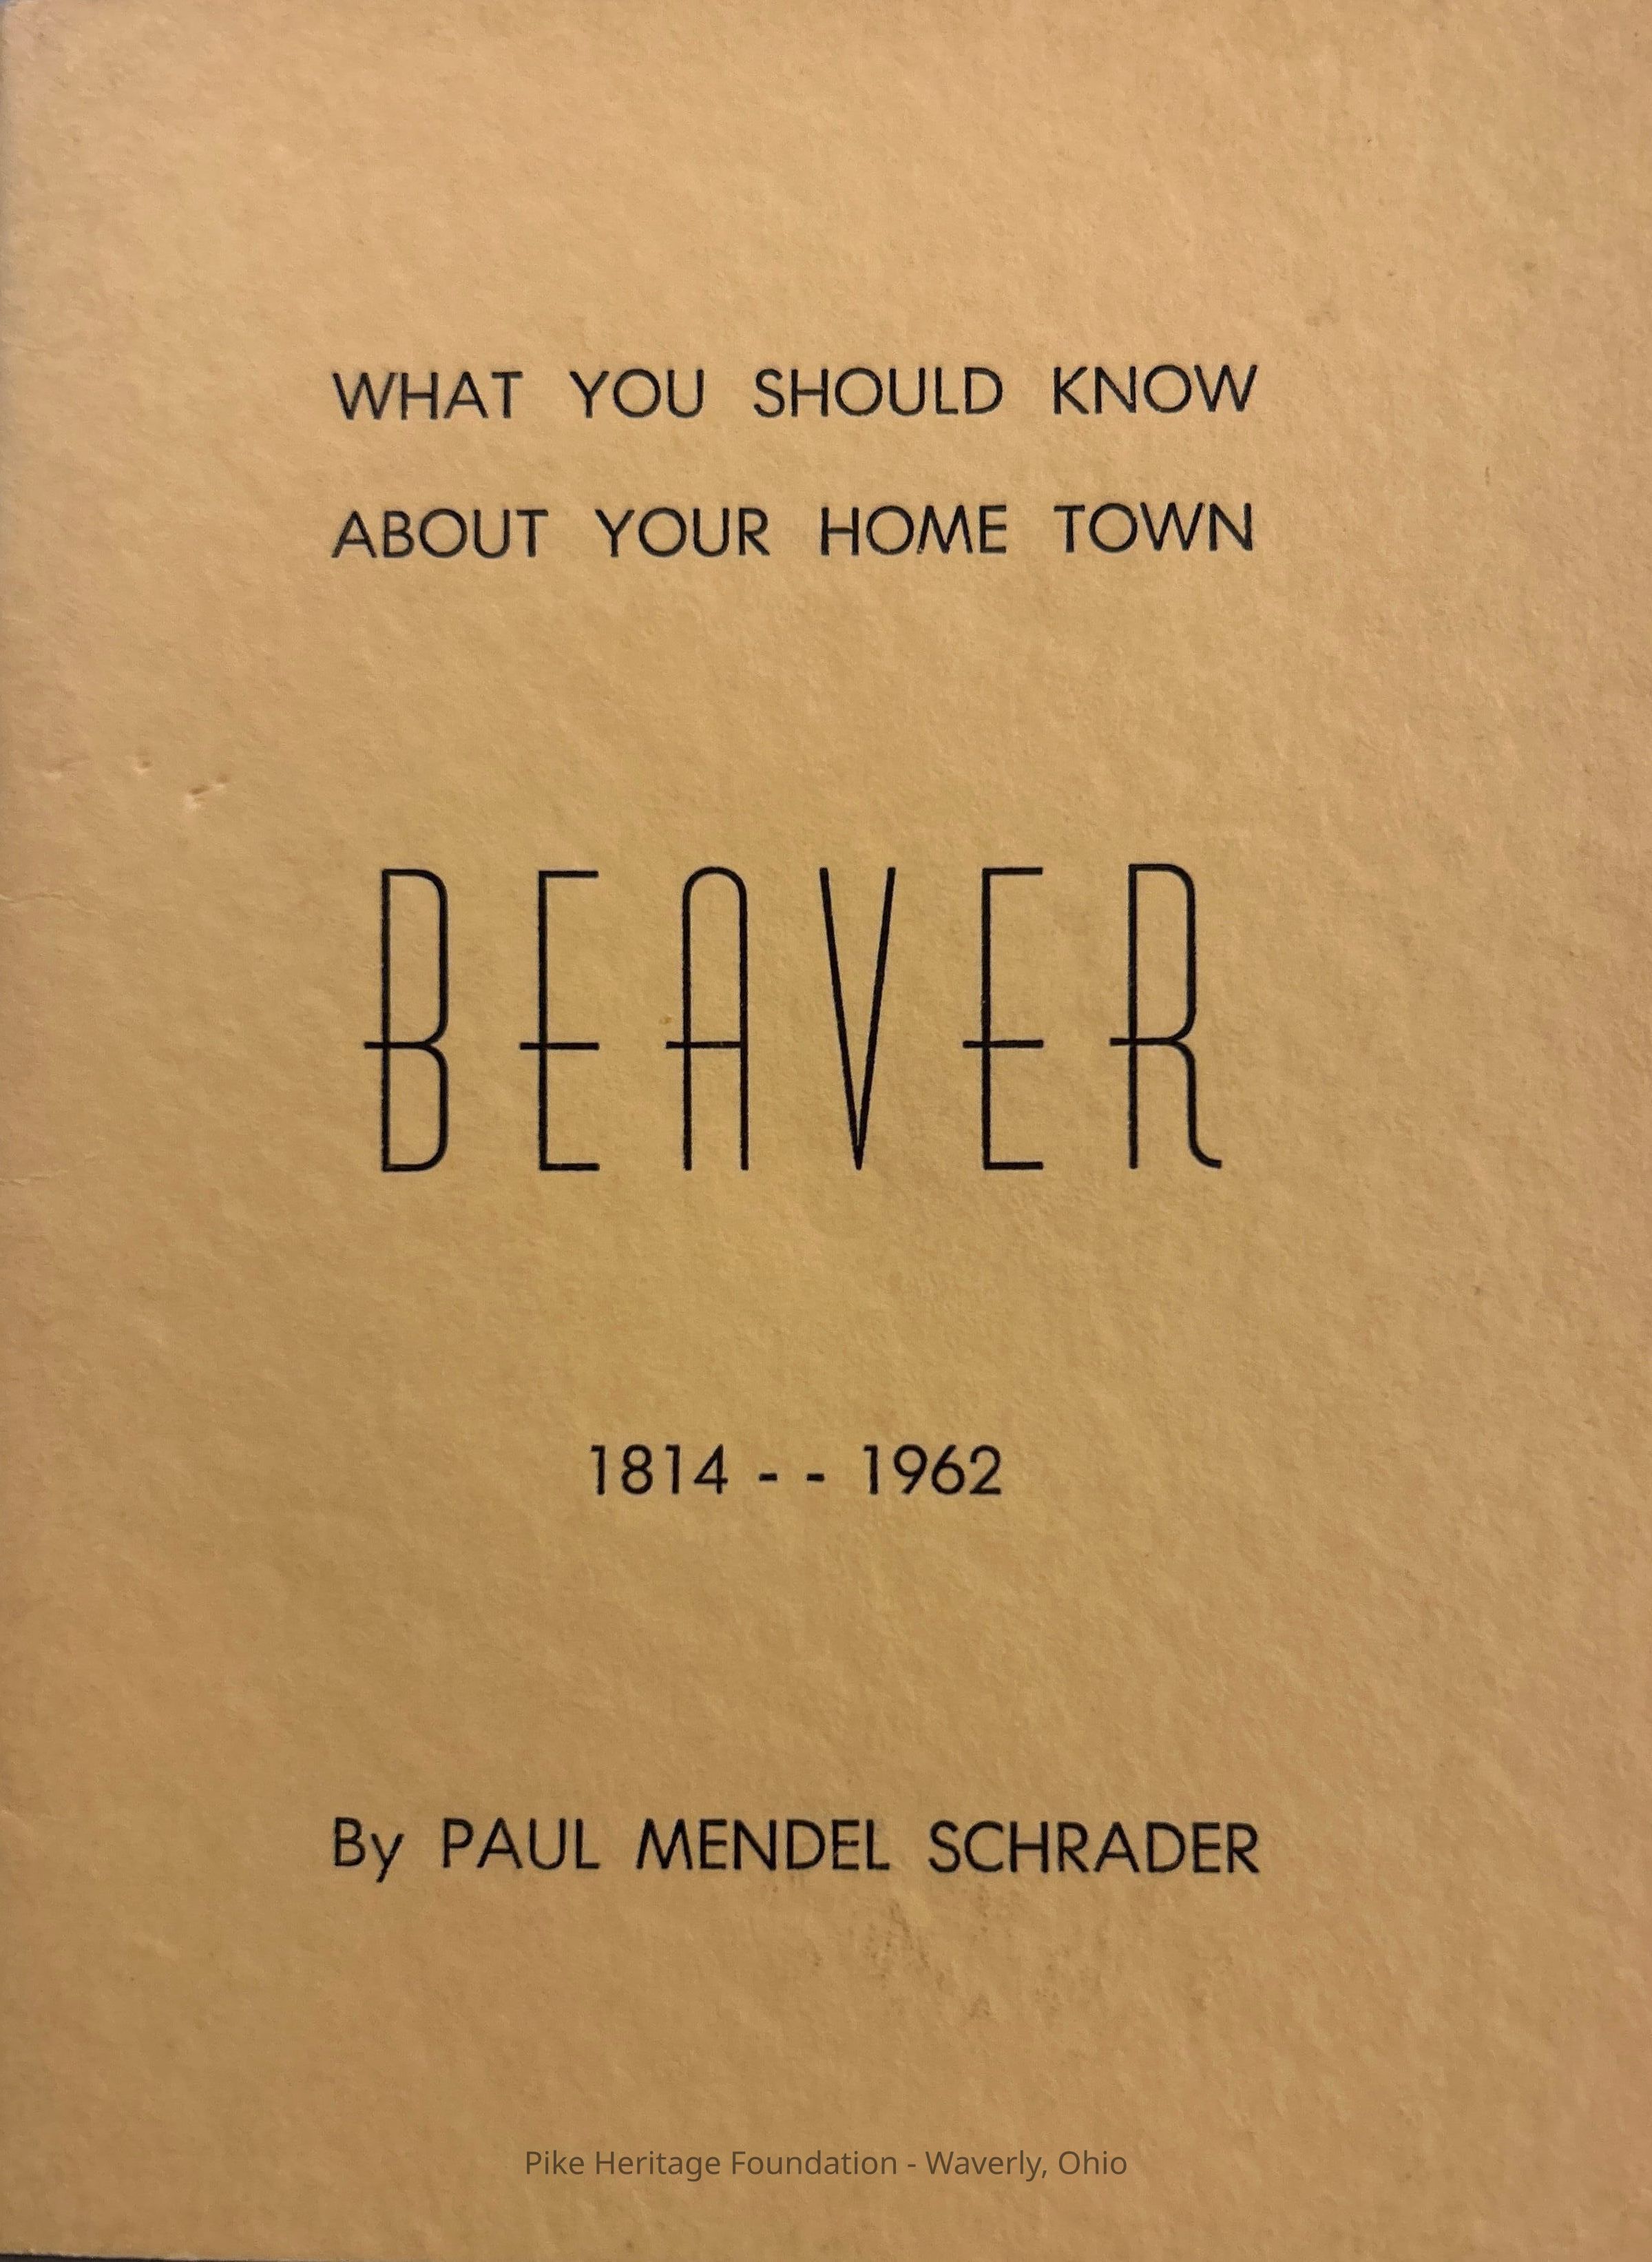 WHAT YOU SHOULD KNOW
ABOUT YOUR HOME TOWN
BEAVER
1814 - - 1962
By PAUL MENDEL SCHRADER
Pike Heritage Foundation - Waverly, Ohio